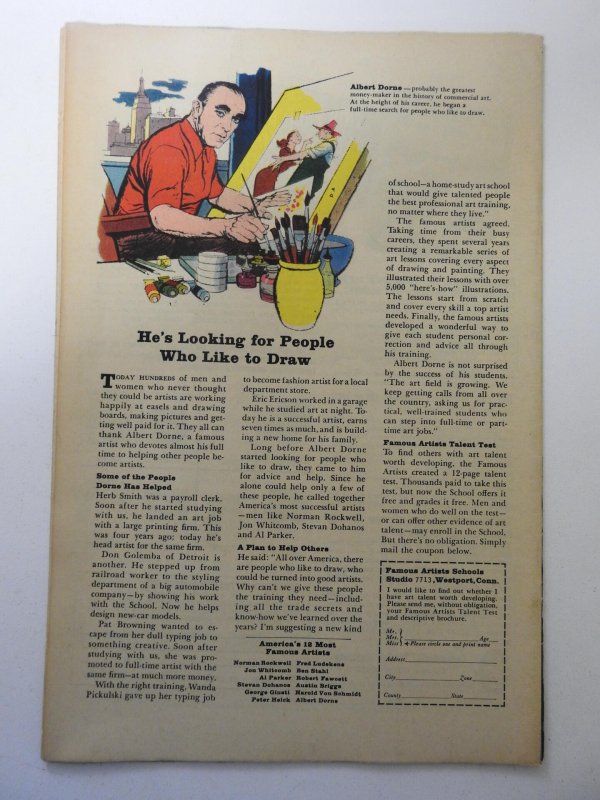 Albert Dorne—probably the greatest
money-maker in the history of commercial art.
At the height of his career, he began a
full-time search for people who like to draw.
He's Looking for People
Who Like to Draw
TODAY HUNDREDS of men and
women who never thought
they could be artists are working
happily at easels and drawing
boards, making pictures and get-
ting well paid for it. They all can
thank Albert Dorne, a famous
artist who devotes almost his full
time to helping other people be-
come artists.
Some of the People
Dorne Has Helped
Herb Smith was a payroll clerk.
Soon after he started studying
with us, he landed an art job
with a large printing firm. This
was four years ago; today he's
head artist for the same firm.
Don Golemba of Detroit is
another. He stepped up from
railroad worker to the styling
department of a big automobile
company—by showing his work
with the School. Now he helps
design new-car models.
Pat Browning wanted to es-
cape from her dull typing job to
something creative. Soon after
studying with us, she was pro-
moted to full-time artist with the
same firm—at much more money.
With the right training, Wanda
Pickulski gave up her typing job
to become fashion artist for a local
department store.
Eric Ericson worked in a garage
while he studied art at night. To-
day he is a successful artist, earns
seven times as much, and is build-
ing a new home for his family.
Long before Albert Dorne
started looking for people who
like to draw, they came to him
for advice and help. Since he
alone could help only a few of
these people, he called together
America's most successful artists
—men like Norman Rockwell,
Jon Whitcomb, Stevan Dohanos
and Al Parker.
A Plan to Help Others
He said: "All over America, there
are people who like to draw, who
could be turned into good artists.
Why can't we give these people
the training they need—includ-
ing all the trade secrets and
know-how we've learned over the
years? I'm suggesting a new kind
America's 12 Most
Famous Artists
Norman Rockwell Fred Ludekens
Jon Whitcomb Ben Stahl
Al Parker Robert Fawcett
Stevan Dohanos Austin Briggs
George Giusti Harold Von Schmidt
Peter Helck Albert Dorne
of school—a home-study art school
that would give talented people
the best professional art training,
no matter where they live."
The famous artists agreed.
Taking time from their busy
careers, they spent several years
creating a remarkable series of
art lessons covering every aspect
of drawing and painting. They
illustrated their lessons with over
5,000 "here's-how" illustrations.
The lessons start from scratch
and cover every skill a top artist
needs. Finally, the famous artists
developed a wonderful way to
give each student personal cor-
rection and advice all through
his training.
Albert Dorne is not surprised
by the success of his students.
"The art field is growing. We
keep getting calls from all over
the country, asking us for prac-
tical, well-trained students who
can step into full-time or part-
time art jobs."
Famous Artists Talent Test
To find others with art talent
worth developing, the Famous
Artists created a 12-page talent
test. Thousands paid to take this
test, but now the School offers it
free and grades it free. Men and
women who do well on the test—
or can offer other evidence of art
talent—may enroll in the School.
But there's no obligation. Simply
mail the coupon below.
Famous Artists Schools
Studio 7713, Westport, Conn.
I would like to find out whether I
have art talent worth developing.
Please send me, without obligation,
your Famous Artists Talent Test
and descriptive brochure.
Mr.
Mrs. Age
Miss Please circle one and print name
Address
City Zone
County State